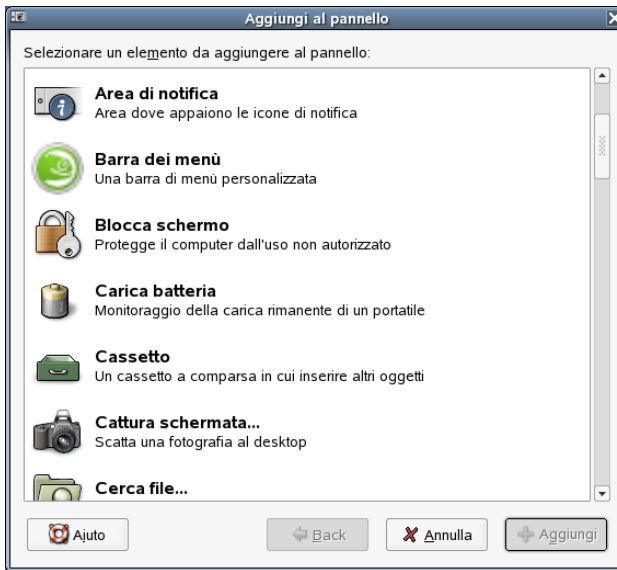 Aggiungi al pannello
Selezionare un elemento da aggiungere al pannello:
Area di notifica
Area dove appaiono le icone di notifica
Barra dei menù
Una barra di menù personalizzata
Blocca schermo
Protegge il computer dall'uso non autorizzato
Carica batteria
Monitoraggio della carica rimanente di un portatile
Cassetto
Un cassetto a comparsa in cui inserire altri oggetti
Cattura schermata...
Scatta una fotografia al desktop
Cerca file...
Aiuto
Back
Annulla
Aggiungi